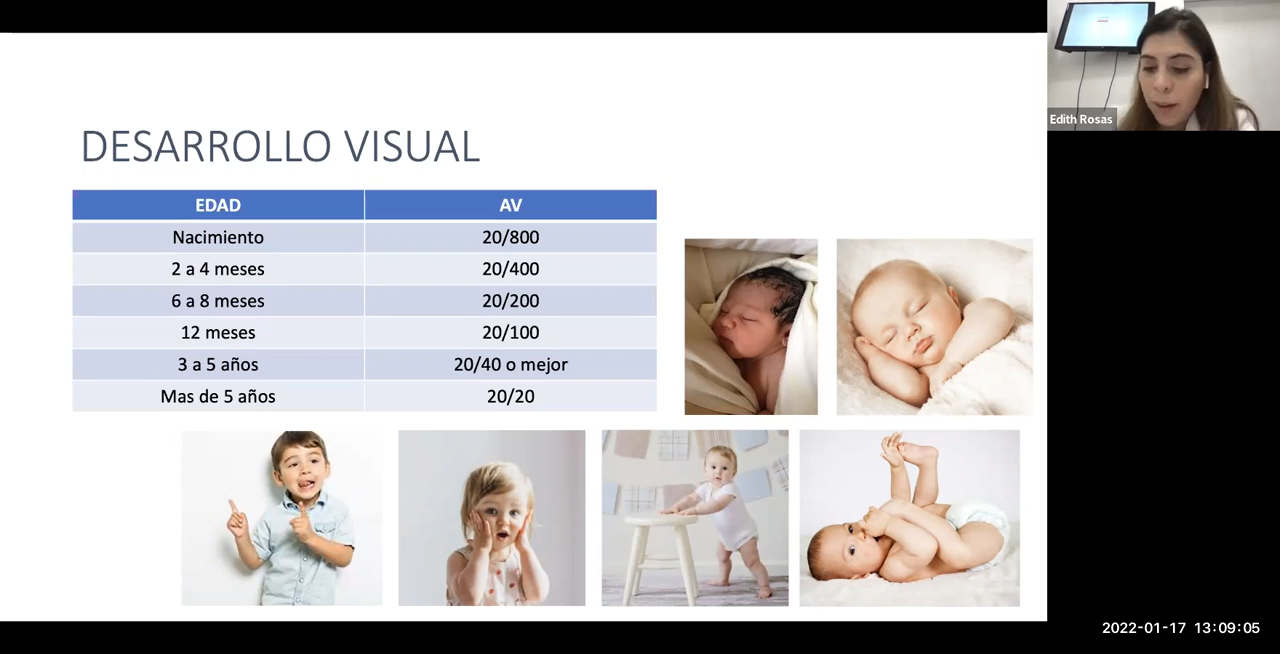 DESARROLLO VISUAL
EDAD AV
Nacimiento 20/800
2 a 4 meses 20/400
6 a 8 meses 20/200
12 meses 20/100
3 a 5 años 20/40 o mejor
Mas de 5 años 20/20
Edith Rosas
2022-01-17 13:09:05